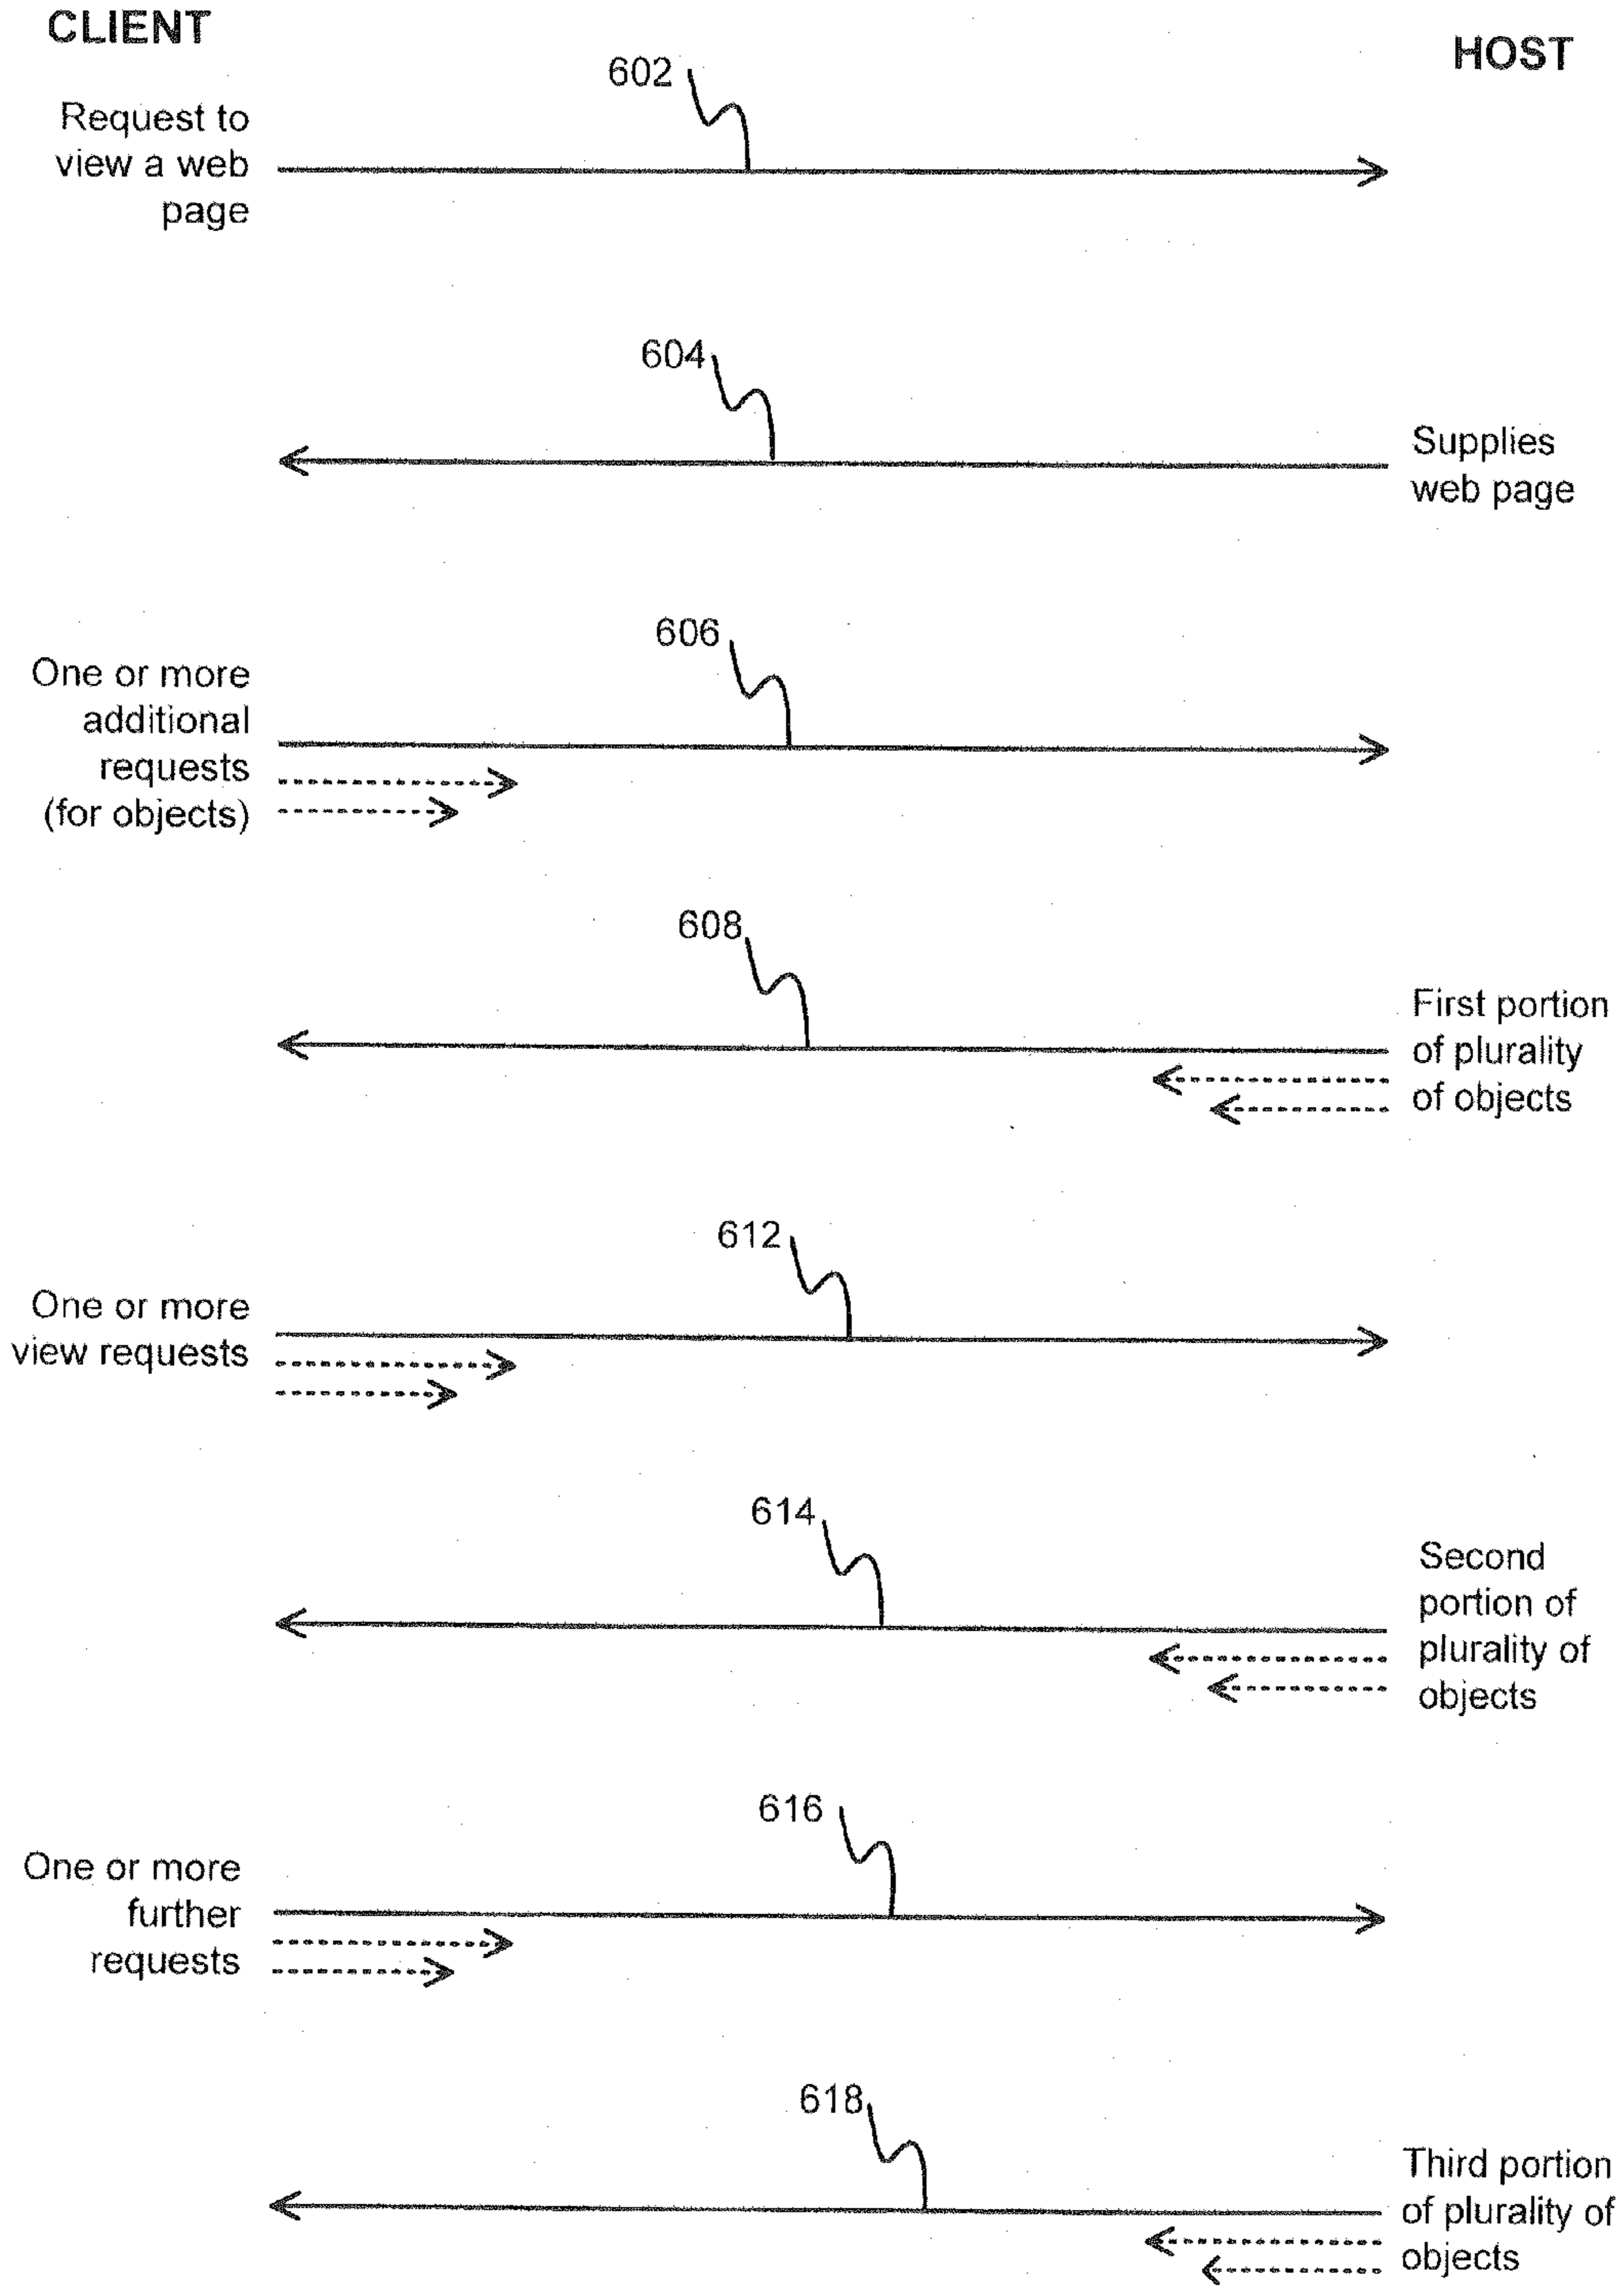 CLIENT
HOST
602
Request to
view a web
page
604
Supplies
web page
606
One or more
additional
requests
(for objects)
608
First portion
of plurality
of objects
612
One or more
view requests
614
Second
portion of
plurality of
objects
616
One or more
further
requests
618
Third portion
of plurality of
objects